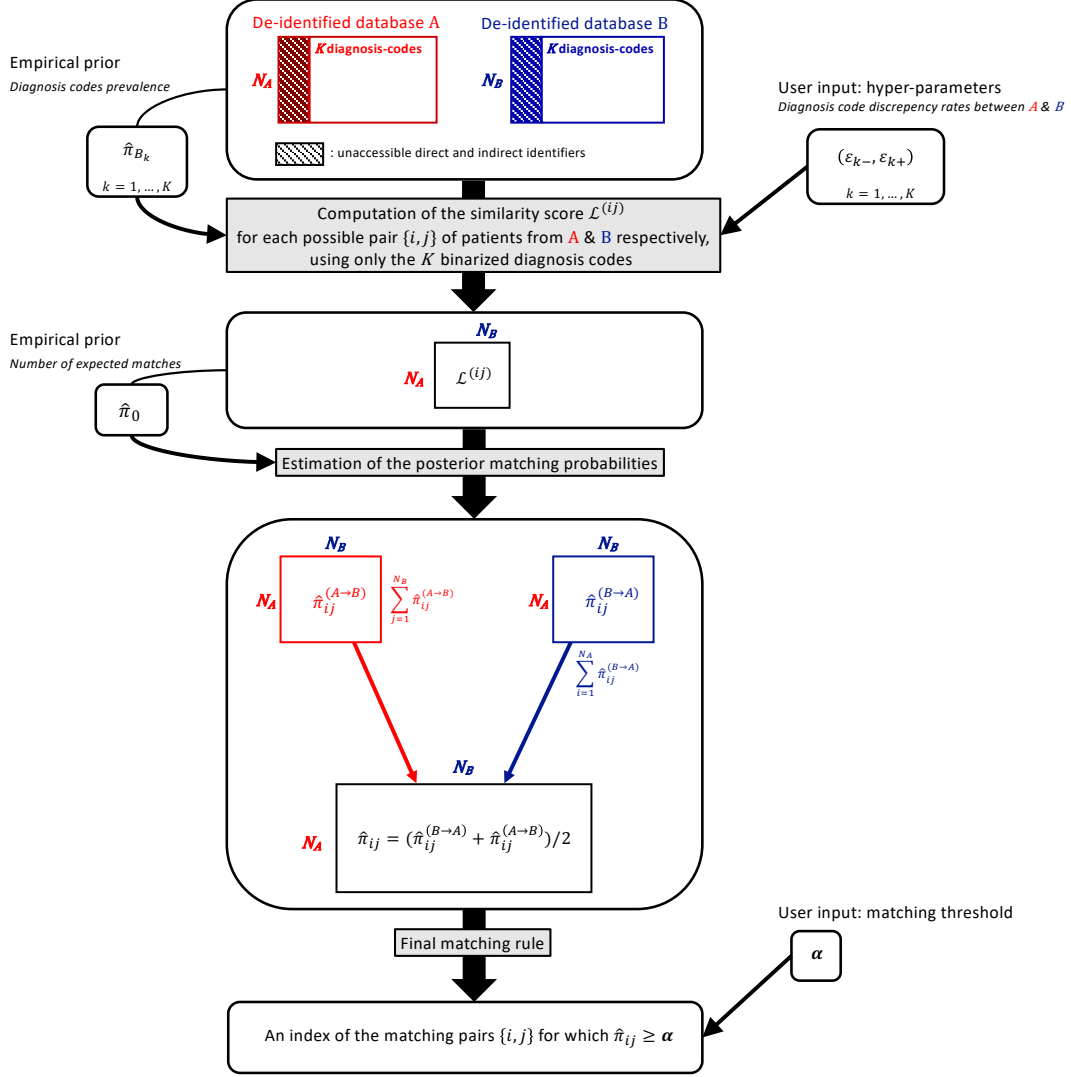 De-identified database A
De-identified database B
K diagnosis-codes
K diagnosis-codes
N_A
N_B
: unaccessible direct and indirect identifiers
Empirical prior
Diagnosis codes prevalence
π̂_{B_k}
k = 1, … , K
User input: hyper-parameters
Diagnosis code discrepency rates between A & B
(ε_{k−}, ε_{k+})
k = 1, … , K
Computation of the similarity score ℒ^{(ij)}
for each possible pair {i, j} of patients from A & B respectively,
using only the K binarized diagnosis codes
Empirical prior
Number of expected matches
π̂_0
N_B
N_A
ℒ^{(ij)}
Estimation of the posterior matching probabilities
N_B
N_A
π̂_{ij}^{(A→B)}
∑_{j=1}^{N_B} π̂_{ij}^{(A→B)}
N_B
N_A
π̂_{ij}^{(B→A)}
∑_{i=1}^{N_A} π̂_{ij}^{(B→A)}
N_B
N_A
π̂_{ij} = (π̂_{ij}^{(B→A)} + π̂_{ij}^{(A→B)})/2
Final matching rule
User input: matching threshold
α
An index of the matching pairs {i, j} for which π̂_{ij} ≥ α